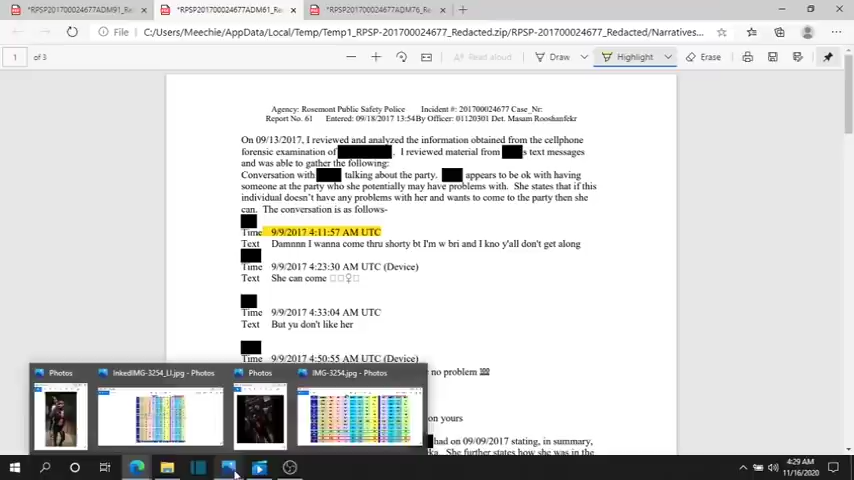 *RPSP201700024677ADM91_Rec
*RPSP201700024677ADM61_Rec
*RPSP201700024677ADM76_Rec
C:/Users/Meechie/AppData/Local/Temp/Temp1_RPSP-201700024677_Redacted.zip/RPSP-201700024677_Redacted/Narratives...
1 of 3
Read aloud
Draw
Highlight
Erase
Agency: Rosemont Public Safety Police Incident #: 201700024677 Case_Nr:
Report No. 61 Entered: 09/18/2017 13:54 By Officer: 01120301 Det. Masam Rooshanfekr
On 09/13/2017, I reviewed and analyzed the information obtained from the cellphone
forensic examination of . I reviewed material from s text messages
and was able to gather the following:
Conversation with talking about the party. appears to be ok with having
someone at the party who she potentially may have problems with. She states that if this
individual doesn't have any problems with her and wants to come to the party then she
can. The conversation is as follows-
Time 9/9/2017 4:11:57 AM UTC
Text Damnnn I wanna come thru shorty bt I'm w bri and I kno y'all don't get along
Time 9/9/2017 4:23:30 AM UTC (Device)
Text She can come □□♀□
Time 9/9/2017 4:33:04 AM UTC
Text But yu don't like her
Time 9/9/2017 4:50:55 AM UTC (Device)
e no problem
on yours
had on 09/09/2017 stating, in summary,
eka. She further states how she was in the
Photos
InkedIMG-3254_LI.jpg - Photos
Photos
IMG-3254.jpg - Photos
4:29 AM
11/16/2020